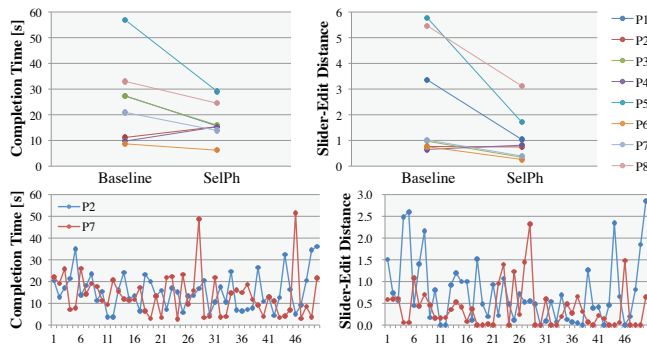 Completion Time [s]
60
50
40
30
20
10
0
Baseline
SelPh
Slider-Edit Distance
6
5
4
3
2
1
0
Baseline
SelPh
P1
P2
P3
P4
P5
P6
P7
P8
Completion Time [s]
60
50
40
30
20
10
0
P2
P7
1
6
11
16
21
26
31
36
41
46
Slider-Edit Distance
3.0
2.5
2.0
1.5
1.0
0.5
0.0
1
6
11
16
21
26
31
36
41
46